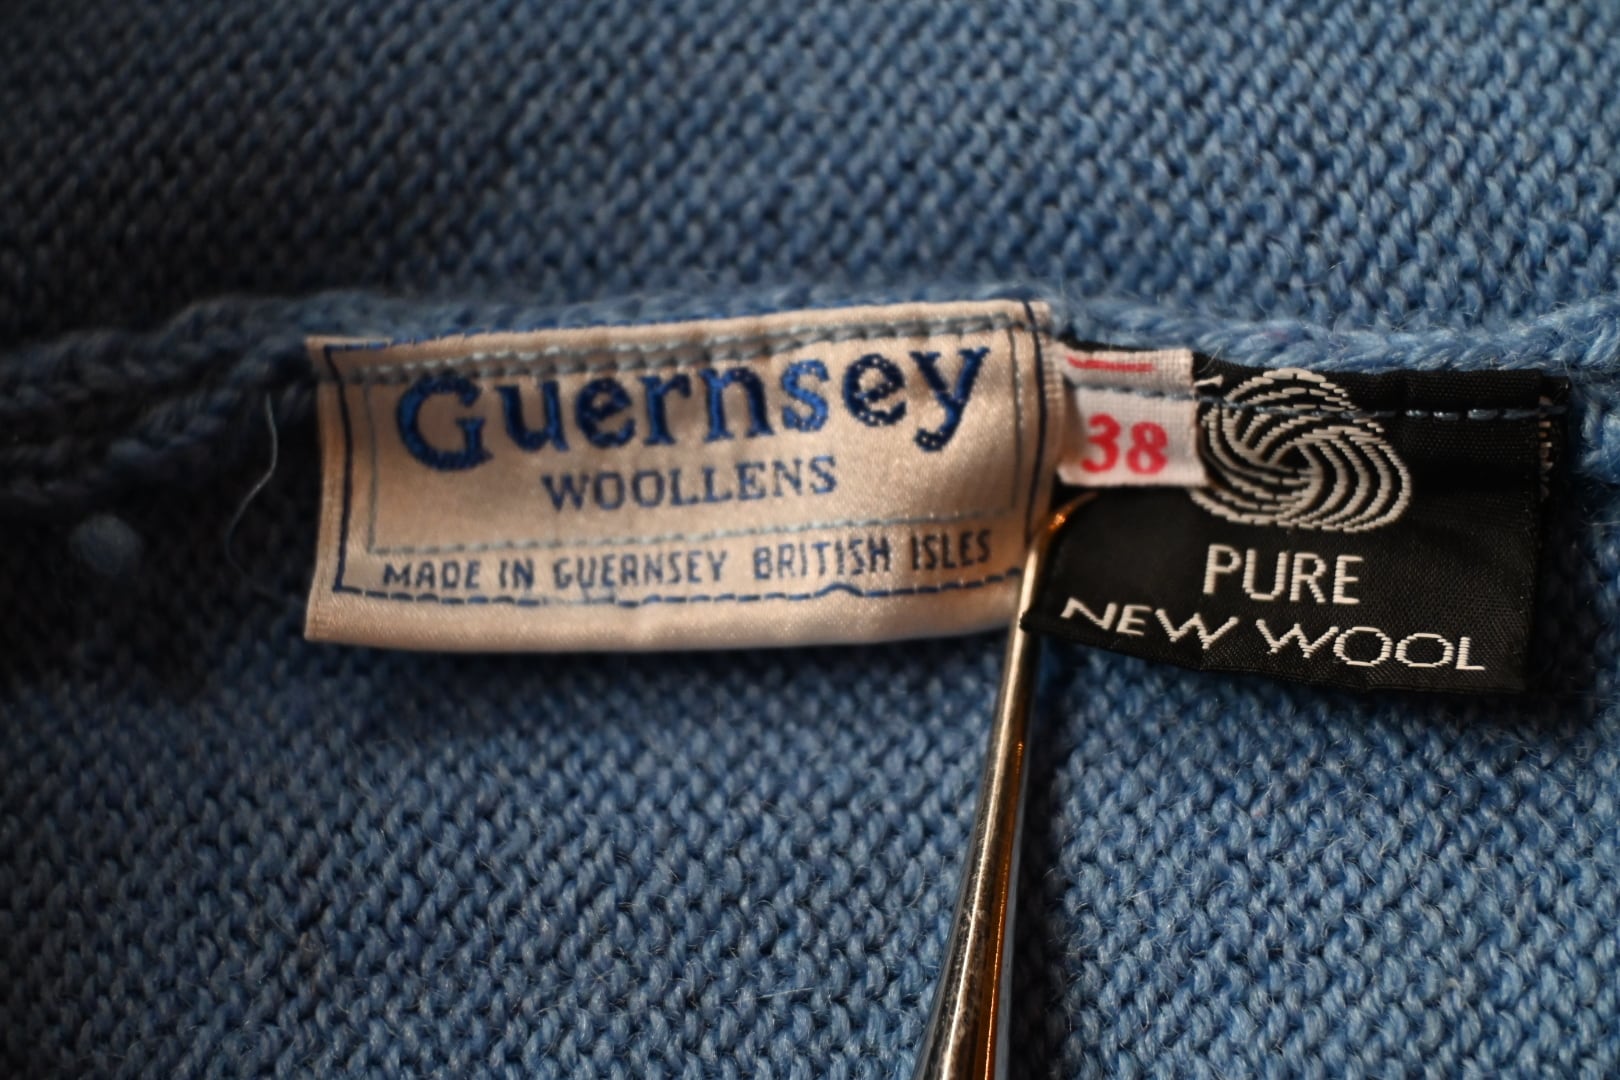 Guernsey
WOOLLENS
MADE IN GUERNSEY BRITISH ISLES
38
PURE
NEW WOOL